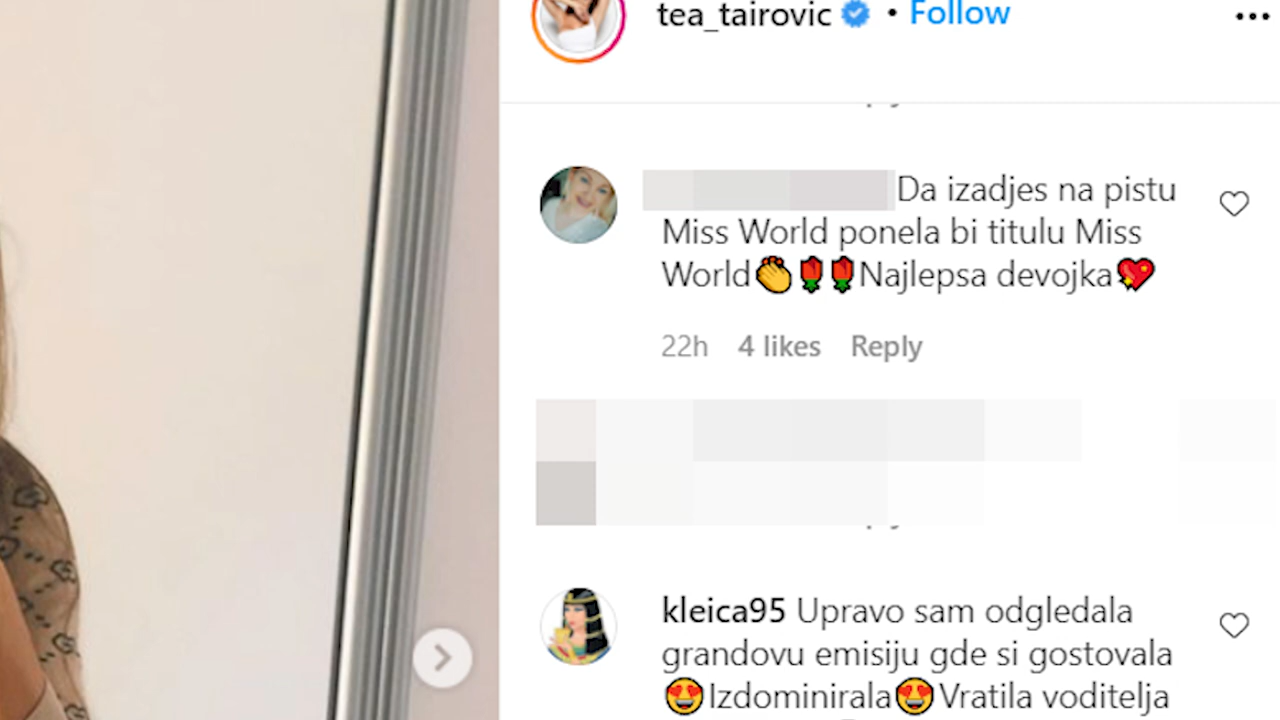 tea_tairovic • Follow
Da izadjes na pistu
Miss World ponela bi titulu Miss
World👏🌹🌹Najlepsa devojka💖
22h 4 likes Reply
kleica95 Upravo sam odgledala
grandovu emisiju gde si gostovala
😍Izdominirala😍Vratila voditelja